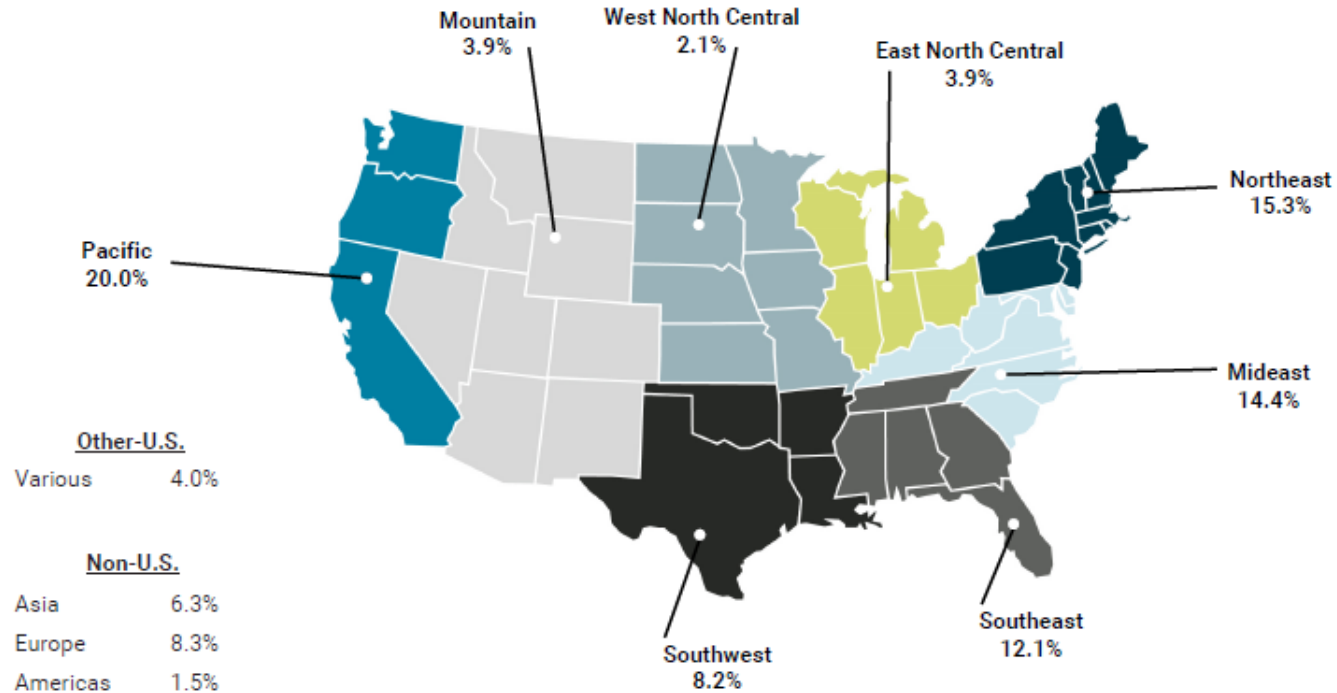 Mountain
3.9%
West North Central
2.1%
East North Central
3.9%
Northeast
15.3%
Pacific
20.0%
Mideast
14.4%
Other-U.S.
Various 4.0%
Non-U.S.
Asia 6.3%
Europe 8.3%
Americas 1.5%
Southwest
8.2%
Southeast
12.1%